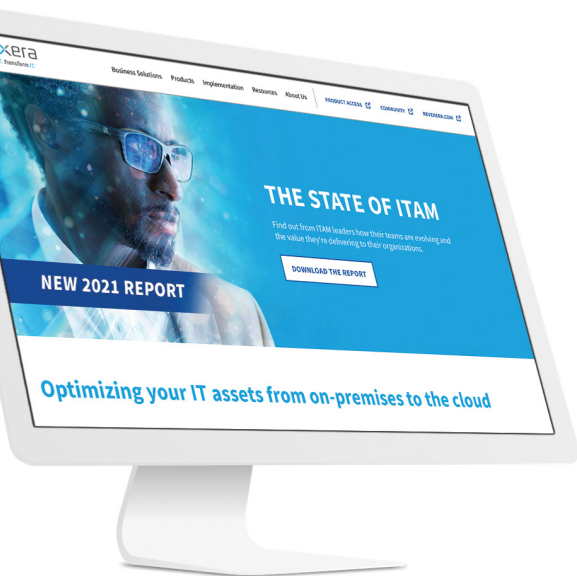 xera
Transform IT.
Business Solutions Products Implementation Resources About Us PRODUCT ACCESS COMMUNITY REVENERA.COM
THE STATE OF ITAM
Find out from ITAM leaders how their teams are evolving and
the value they're delivering to their organizations.
DOWNLOAD THE REPORT
NEW 2021 REPORT
Optimizing your IT assets from on-premises to the cloud